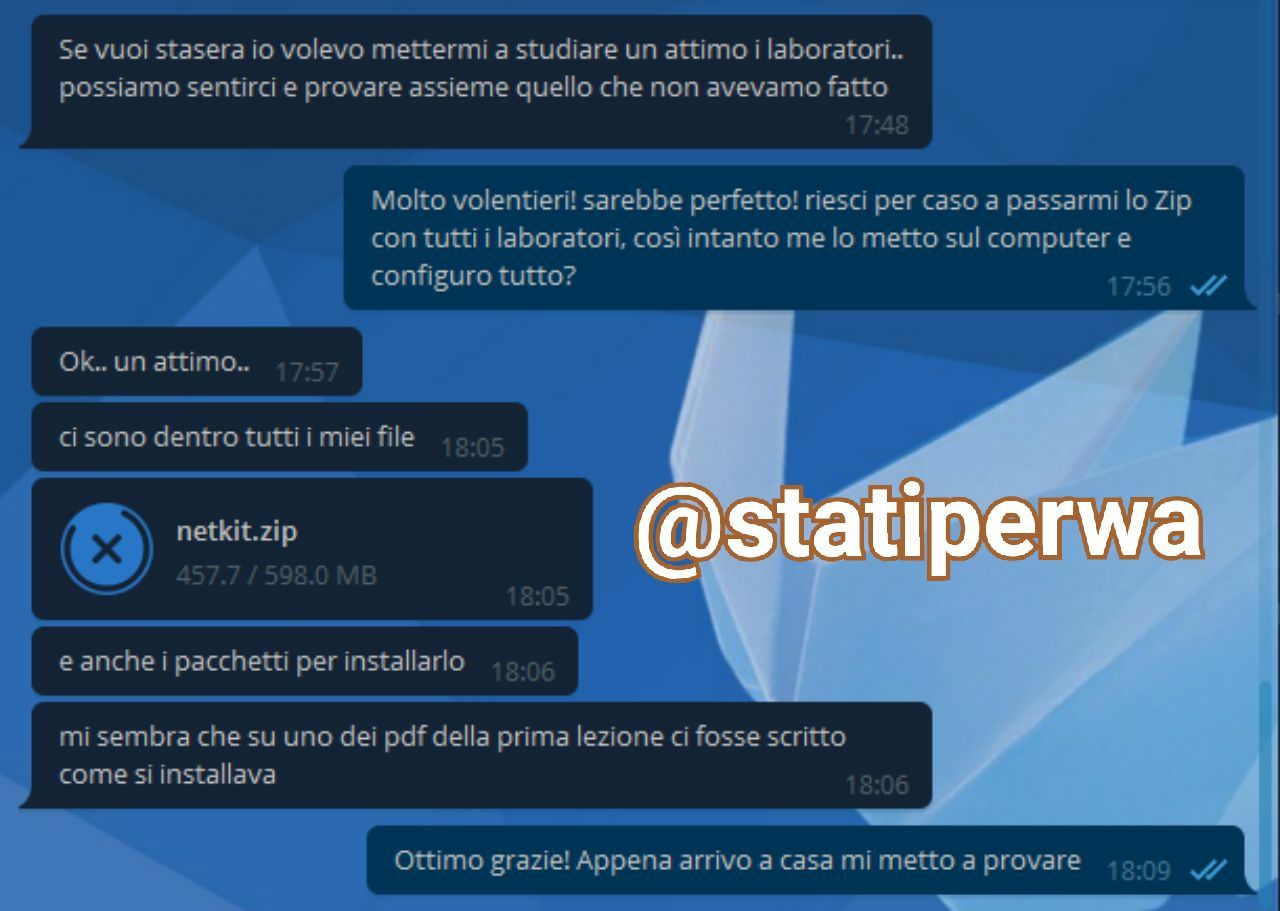 Se vuoi stasera io volevo mettermi a studiare un attimo i laboratori..
possiamo sentirci e provare assieme quello che non avevamo fatto
17:48
Molto volentieri! sarebbe perfetto! riesci per caso a passarmi lo Zip
con tutti i laboratori, così intanto me lo metto sul computer e
configuro tutto?
17:56
Ok.. un attimo.. 17:57
ci sono dentro tutti i miei file 18:05
@statiperwa
netkit.zip
457.7 / 598.0 MB
18:05
e anche i pacchetti per installarlo 18:06
mi sembra che su uno dei pdf della prima lezione ci fosse scritto
come si installava
18:06
Ottimo grazie! Appena arrivo a casa mi metto a provare 18:09